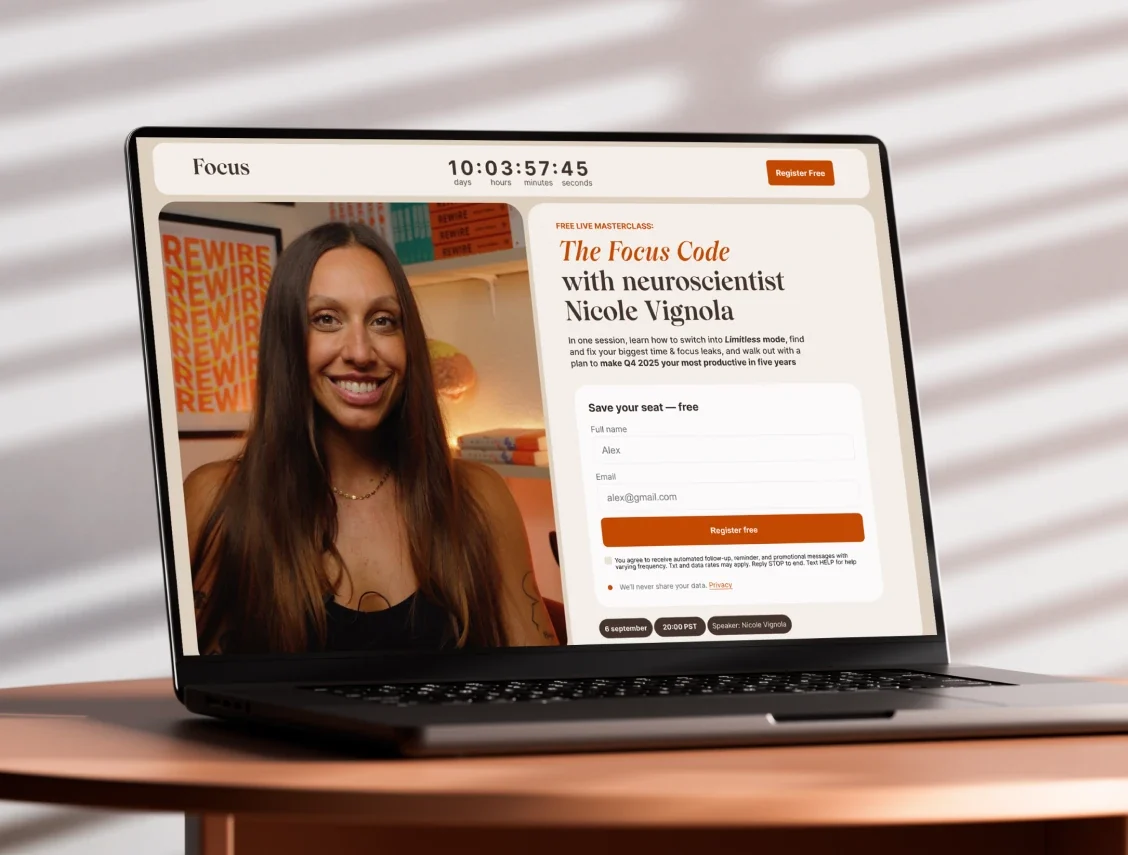 Focus
10:03:57:45
days hours minutes seconds
Register Free
REWIRE
REWIRE
REWIRE
REWIRE
REWIRE
REWIRE
REWIRE
REWIRE
REWIRE
REWIRE
FREE LIVE MASTERCLASS:
The Focus Code
with neuroscientist
Nicole Vignola
In one session, learn how to switch into Limitless mode, find
and fix your biggest time & focus leaks, and walk out with a
plan to make Q4 2025 your most productive in five years
Save your seat — free
Full name
Alex
Email
alex@gmail.com
Register free
You agree to receive automated follow-up, reminder, and promotional messages with
varying frequency. Txt and data rates may apply. Reply STOP to end. Text HELP for help
We'll never share your data. Privacy
6 september
20:00 PST
Speaker: Nicole Vignola